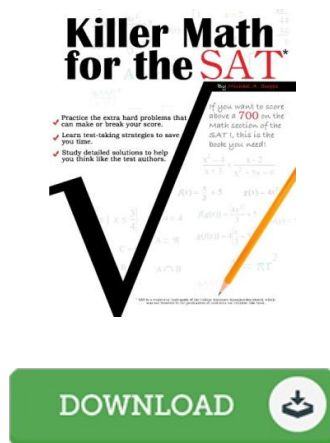 Killer Math
for the SAT*
By Michael A. Guapo
If you want to score
above a 700 on the
Math section of the
SAT I, this is the
book you need!
✓ Practice the extra hard problems that
can make or break your score.
✓ Learn test-taking strategies to save
you time.
✓ Study detailed solutions to help
you think like the test authors.
DOWNLOAD